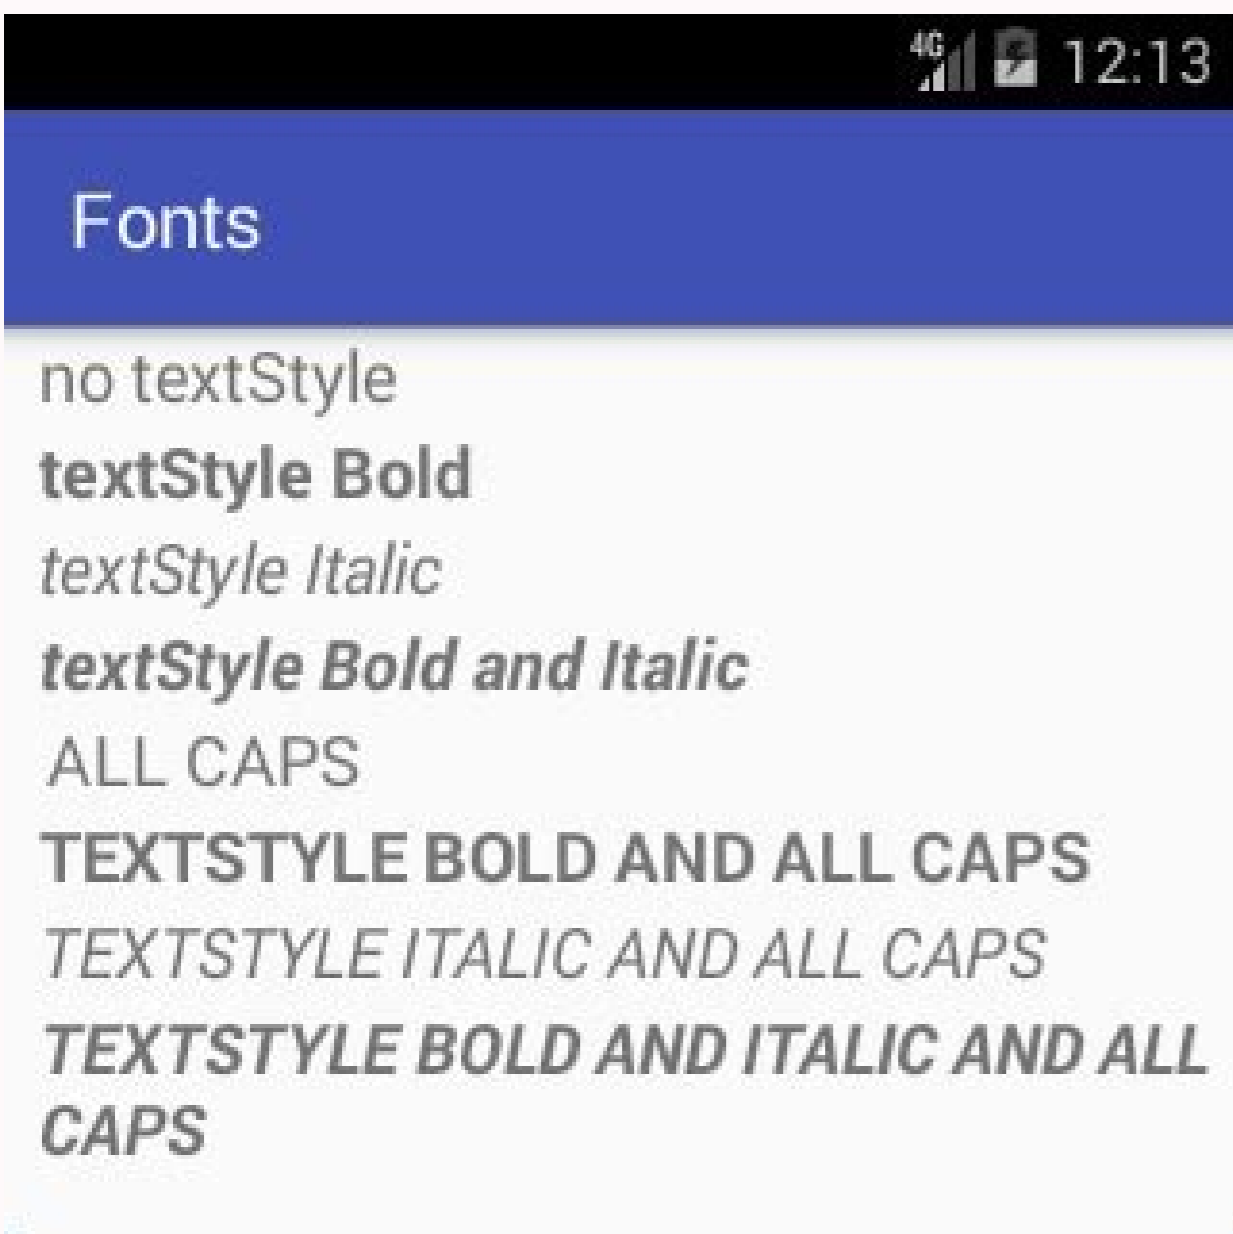 4G 12:13
Fonts
no textStyle
textStyle Bold
textStyle Italic
textStyle Bold and Italic
ALL CAPS
TEXTSTYLE BOLD AND ALL CAPS
TEXTSTYLE ITALIC AND ALL CAPS
TEXTSTYLE BOLD AND ITALIC AND ALL
CAPS